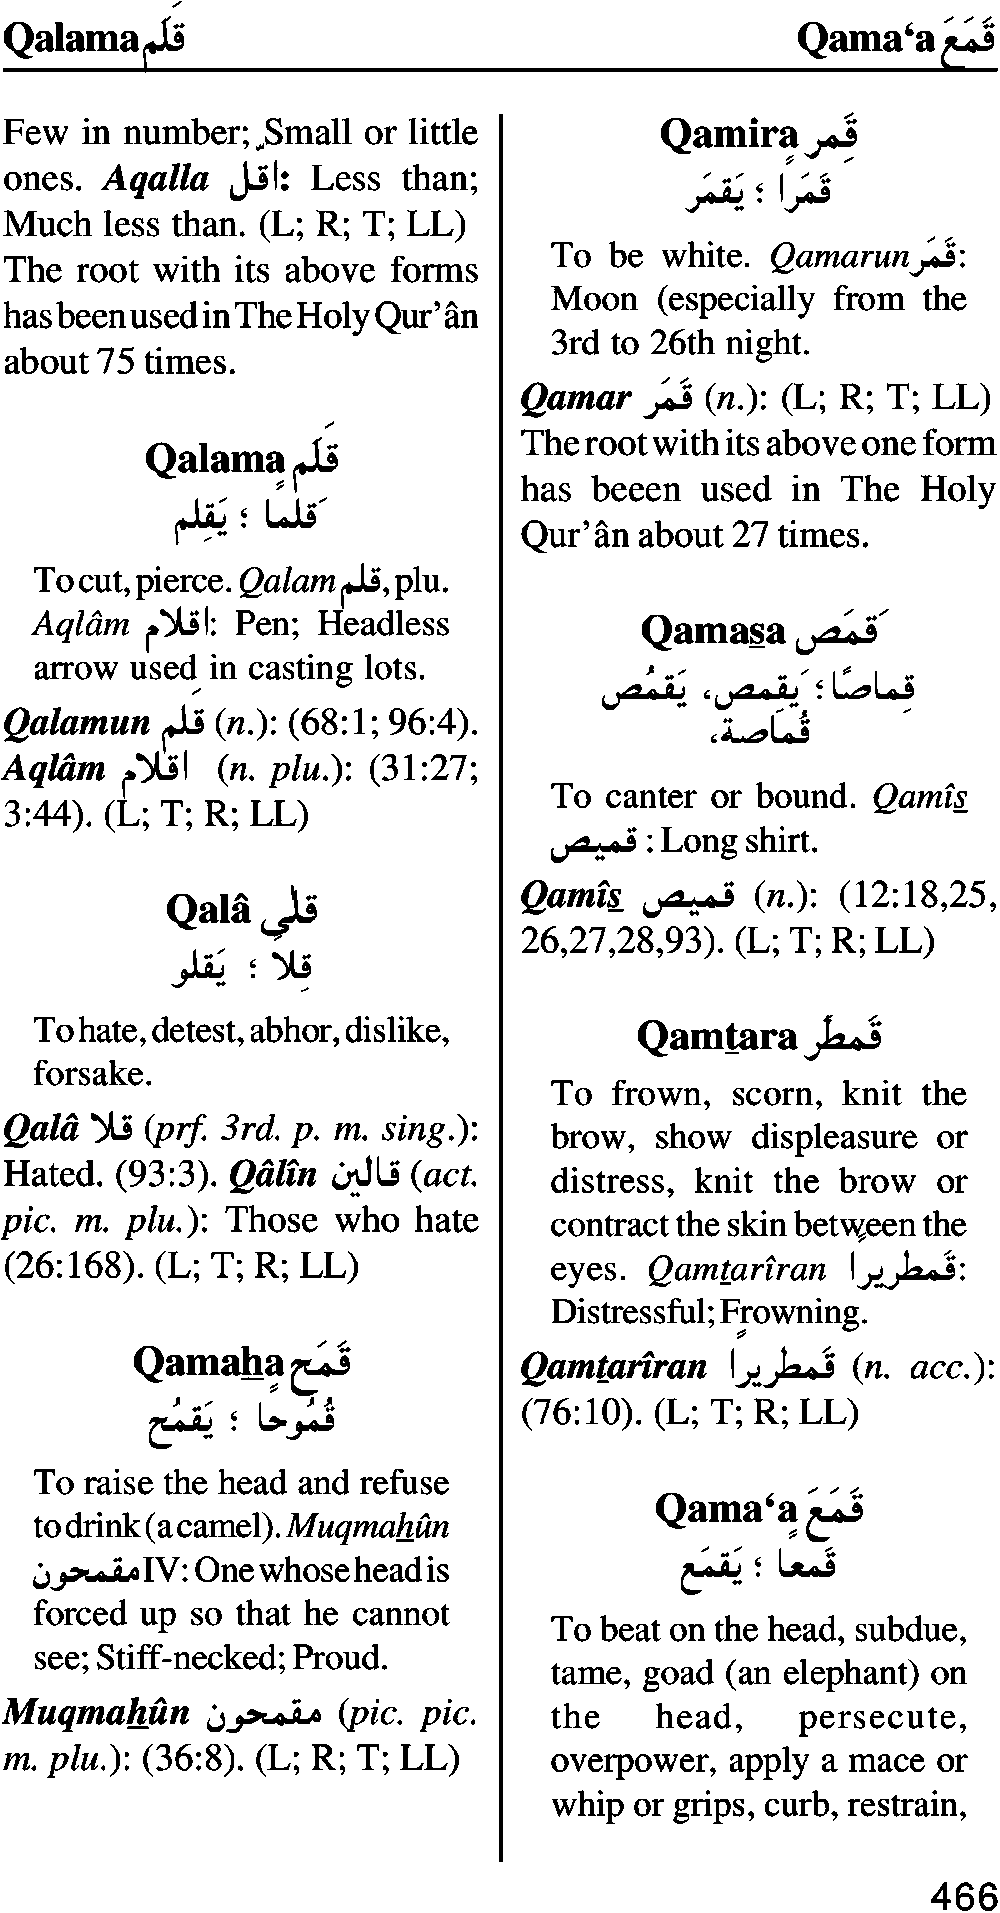 Qalama قَلَم
Qama‘a قَمَعَ
Few in number; Small or little
ones. Aqalla اقل: Less than;
Much less than. (L; R; T; LL)
The root with its above forms
has been used in The Holy Qur’ân
about 75 times.
Qalama قَلَم
قَلما ؛ يَقلِم
To cut, pierce. Qalam قلم, plu.
Aqlâm اقلام: Pen; Headless
arrow used in casting lots.
Qalamun قلم (n.): (68:1; 96:4).
Aqlâm اقلام (n. plu.): (31:27;
3:44). (L; T; R; LL)
Qalâ قلي
قِلاً ؛ يَقلو
To hate, detest, abhor, dislike,
forsake.
Qalâ قلا (prf. 3rd. p. m. sing.):
Hated. (93:3). Qâlîn قالين (act.
pic. m. plu.): Those who hate
(26:168). (L; T; R; LL)
Qamaẖa قَمَح
قُمُوحًا ؛ يَقمُح
To raise the head and refuse
to drink (a camel). Muqmaẖûn
مقمحون IV: One whose head is
forced up so that he cannot
see; Stiff-necked; Proud.
Muqmaẖûn مقمحون (pic. pic.
m. plu.): (36:8). (L; R; T; LL)
Qamira قَمِر
قَمَرًا ؛ يَقمَر
To be white. Qamarun قَمَر:
Moon (especially from the
3rd to 26th night.
Qamar قَمَر (n.): (L; R; T; LL)
The root with its above one form
has beeen used in The Holy
Qur’ân about 27 times.
Qamas̲a قَمَص
قِماصًا ؛ يَقمِص، يَقمُص
قُماصة،
To canter or bound. Qamîs̲
قميص : Long shirt.
Qamîs̲ قميص (n.): (12:18,25,
26,27,28,93). (L; T; R; LL)
Qamṯara قَمطَر
To frown, scorn, knit the
brow, show displeasure or
distress, knit the brow or
contract the skin between the
eyes. Qamṯarîran قَمطريرا:
Distressful; Frowning.
Qamṯarîran قَمطريرا (n. acc.):
(76:10). (L; T; R; LL)
Qama‘a قَمَعَ
قَمعا ؛ يَقمَع
To beat on the head, subdue,
tame, goad (an elephant) on
the head, persecute,
overpower, apply a mace or
whip or grips, curb, restrain,
466